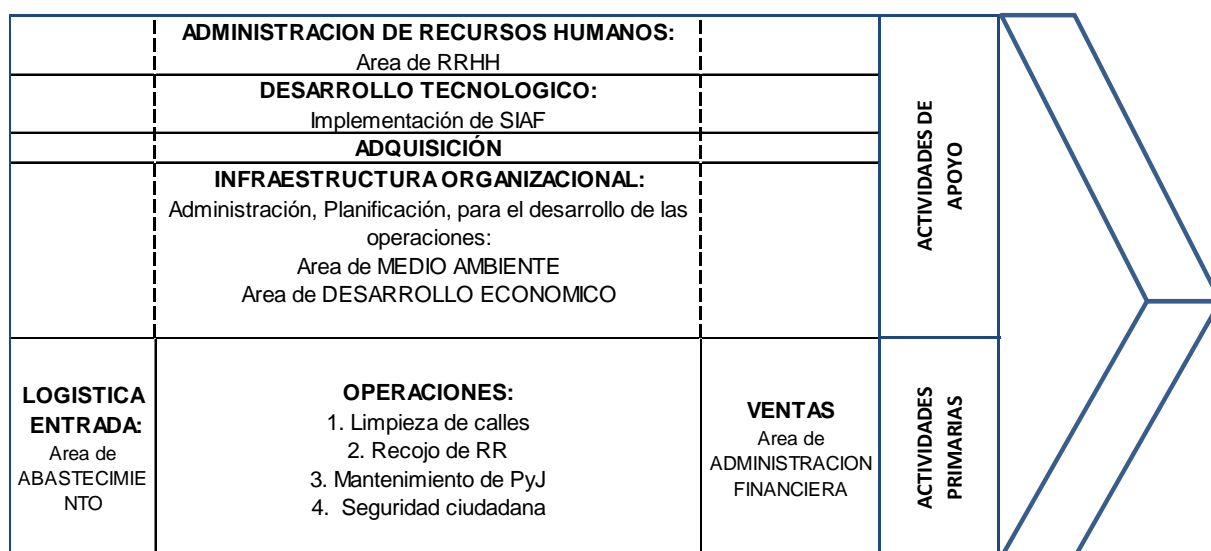 ADMINISTRACION DE RECURSOS HUMANOS:
Area de RRHH
DESARROLLO TECNOLOGICO:
Implementación de SIAF
ADQUISICIÓN
INFRAESTRUCTURA ORGANIZACIONAL:
Administración, Planificación, para el desarrollo de las
operaciones:
Area de MEDIO AMBIENTE
Area de DESARROLLO ECONOMICO
ACTIVIDADES DE
APOYO
LOGISTICA
ENTRADA:
Area de
ABASTECIMIE
NTO
OPERACIONES:
1. Limpieza de calles
2. Recojo de RR
3. Mantenimiento de PyJ
4. Seguridad ciudadana
VENTAS
Area de
ADMINISTRACION
FINANCIERA
ACTIVIDADES
PRIMARIAS